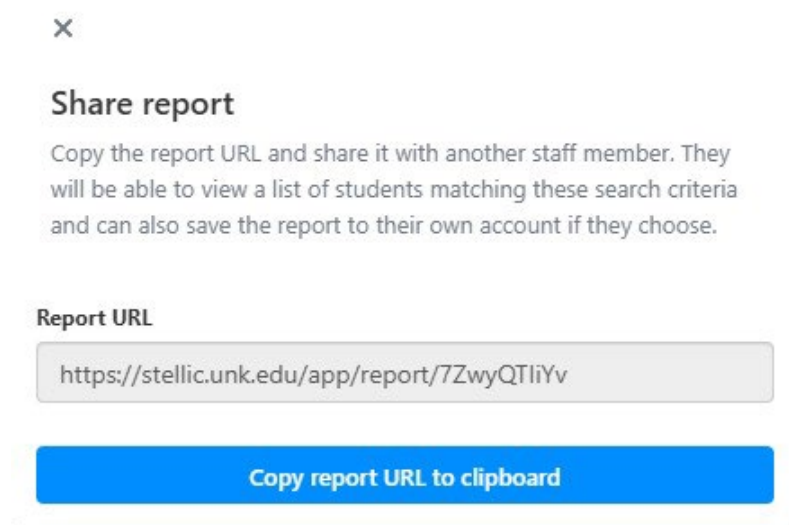 ×
Share report
Copy the report URL and share it with another staff member. They
will be able to view a list of students matching these search criteria
and can also save the report to their own account if they choose.
Report URL
https://stellic.unk.edu/app/report/7ZwyQTIiYv
Copy report URL to clipboard